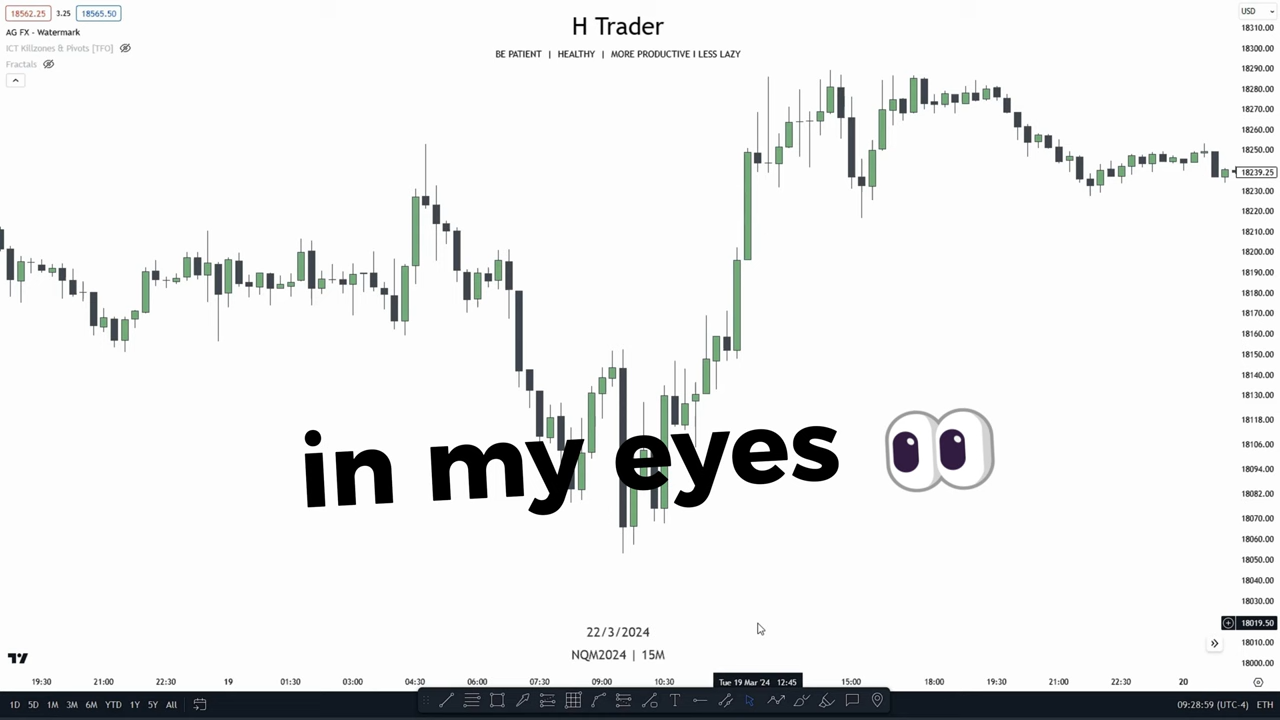 18562.25 3.25 18565.50
AG FX - Watermark
ICT Killzones & Pivots [TFO]
Fractals
H Trader
BE PATIENT | HEALTHY | MORE PRODUCTIVE I LESS LAZY
USD
18310.00
18300.00
18290.00
18280.00
18270.00
18260.00
18250.00
18239.25
18230.00
18220.00
18210.00
18200.00
18190.00
18180.00
18170.00
18160.00
18150.00
18140.00
18130.00
18118.00
18106.00
18094.00
18082.00
18070.00
18060.00
18050.00
18040.00
18030.00
18019.50
18010.00
18000.00
in my eyes
22/3/2024
NQM2024 | 15M
19:30 21:00 22:30 19 01:30 03:00 04:30 06:00 07:30 09:00 10:30 Tue 19 Mar '24 12:45 15:00 18:00 19:30 21:00 22:30 20
1D 5D 1M 3M 6M YTD 1Y 5Y All
09:28:59 (UTC-4) ETH